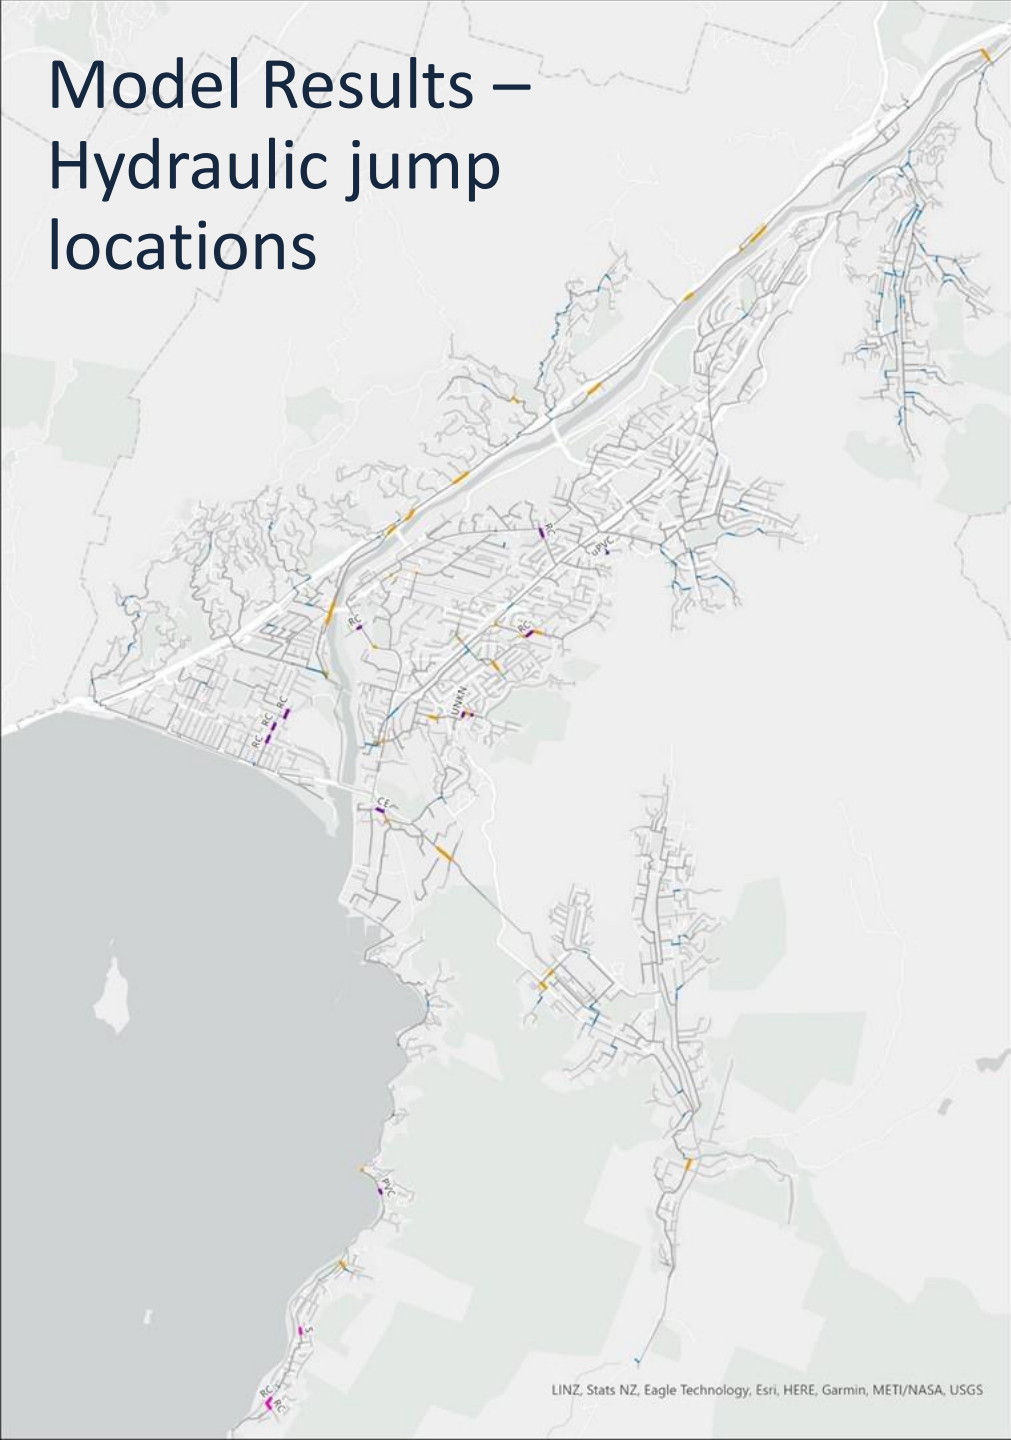 Model Results –
Hydraulic jump
locations
RC
uPVC
RC
RC
UNKN
RC
RC
RC
CE
PVC
S
RC
RC
LINZ, Stats NZ, Eagle Technology, Esri, HERE, Garmin, METI/NASA, USGS